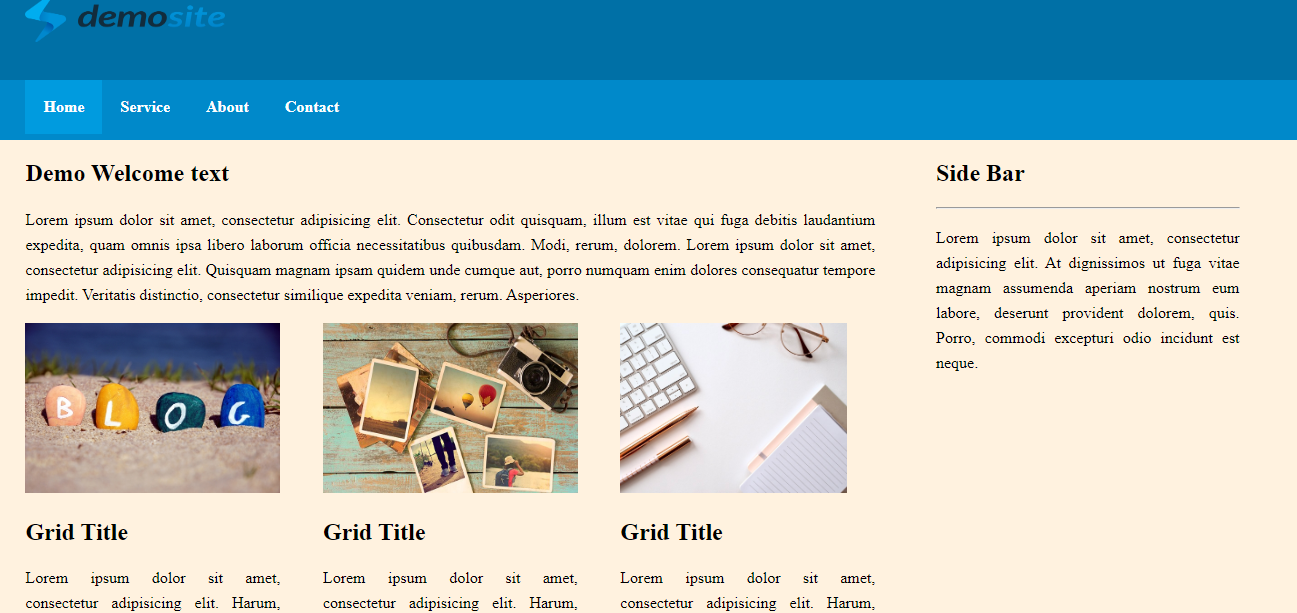 demosite
Home Service About Contact
Demo Welcome text
Lorem ipsum dolor sit amet, consectetur adipisicing elit. Consectetur odit quisquam, illum est vitae qui fuga debitis laudantium
expedita, quam omnis ipsa libero laborum officia necessitatibus quibusdam. Modi, rerum, dolorem. Lorem ipsum dolor sit amet,
consectetur adipisicing elit. Quisquam magnam ipsam quidem unde cumque aut, porro numquam enim dolores consequatur tempore
impedit. Veritatis distinctio, consectetur similique expedita veniam, rerum. Asperiores.
BLOG
Grid Title
Lorem ipsum dolor sit amet,
consectetur adipisicing elit. Harum,
Grid Title
Lorem ipsum dolor sit amet,
consectetur adipisicing elit. Harum,
Grid Title
Lorem ipsum dolor sit amet,
consectetur adipisicing elit. Harum,
Side Bar
Lorem ipsum dolor sit amet, consectetur
adipisicing elit. At dignissimos ut fuga vitae
magnam assumenda aperiam nostrum eum
labore, deserunt provident dolorem, quis.
Porro, commodi excepturi odio incidunt est
neque.